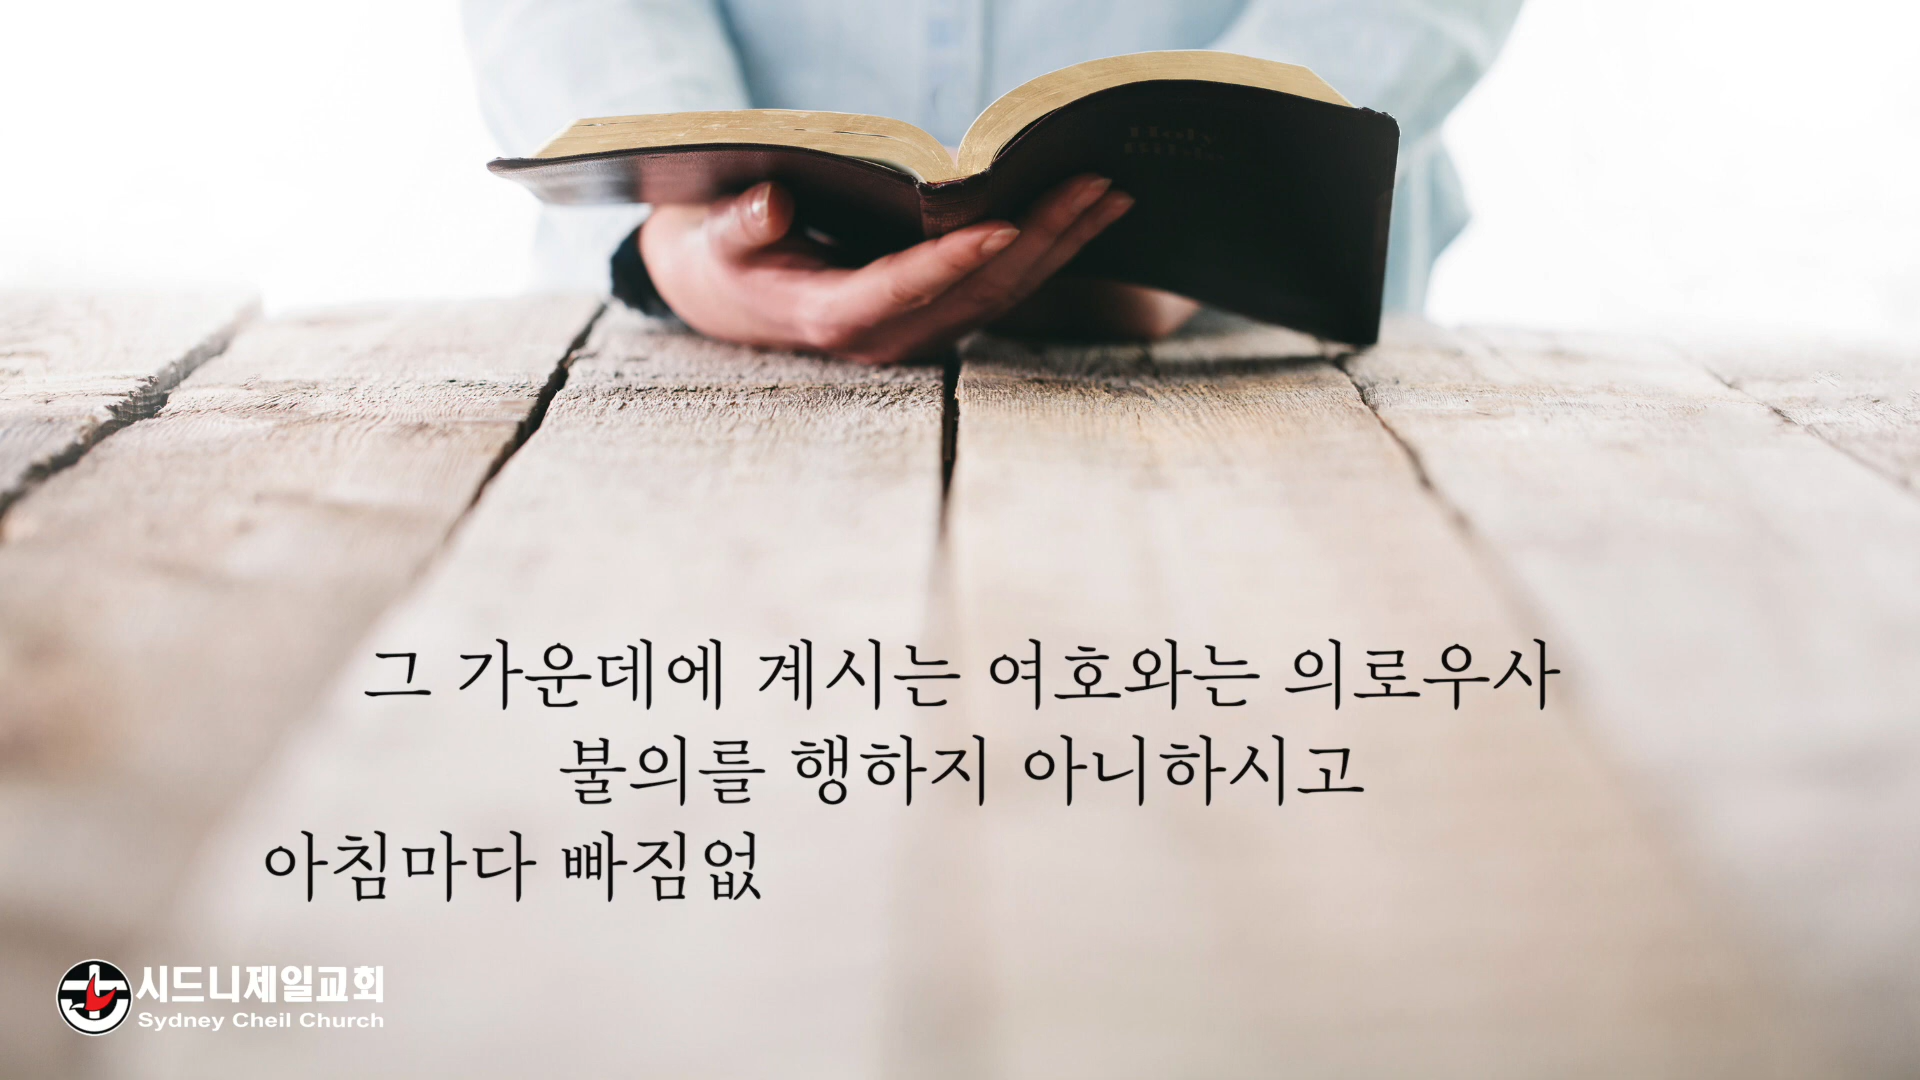 Holy
Bible
그 가운데에 계시는 여호와는 의로우사
불의를 행하지 아니하시고
아침마다 빠짐없
시드니제일교회
Sydney Cheil Church